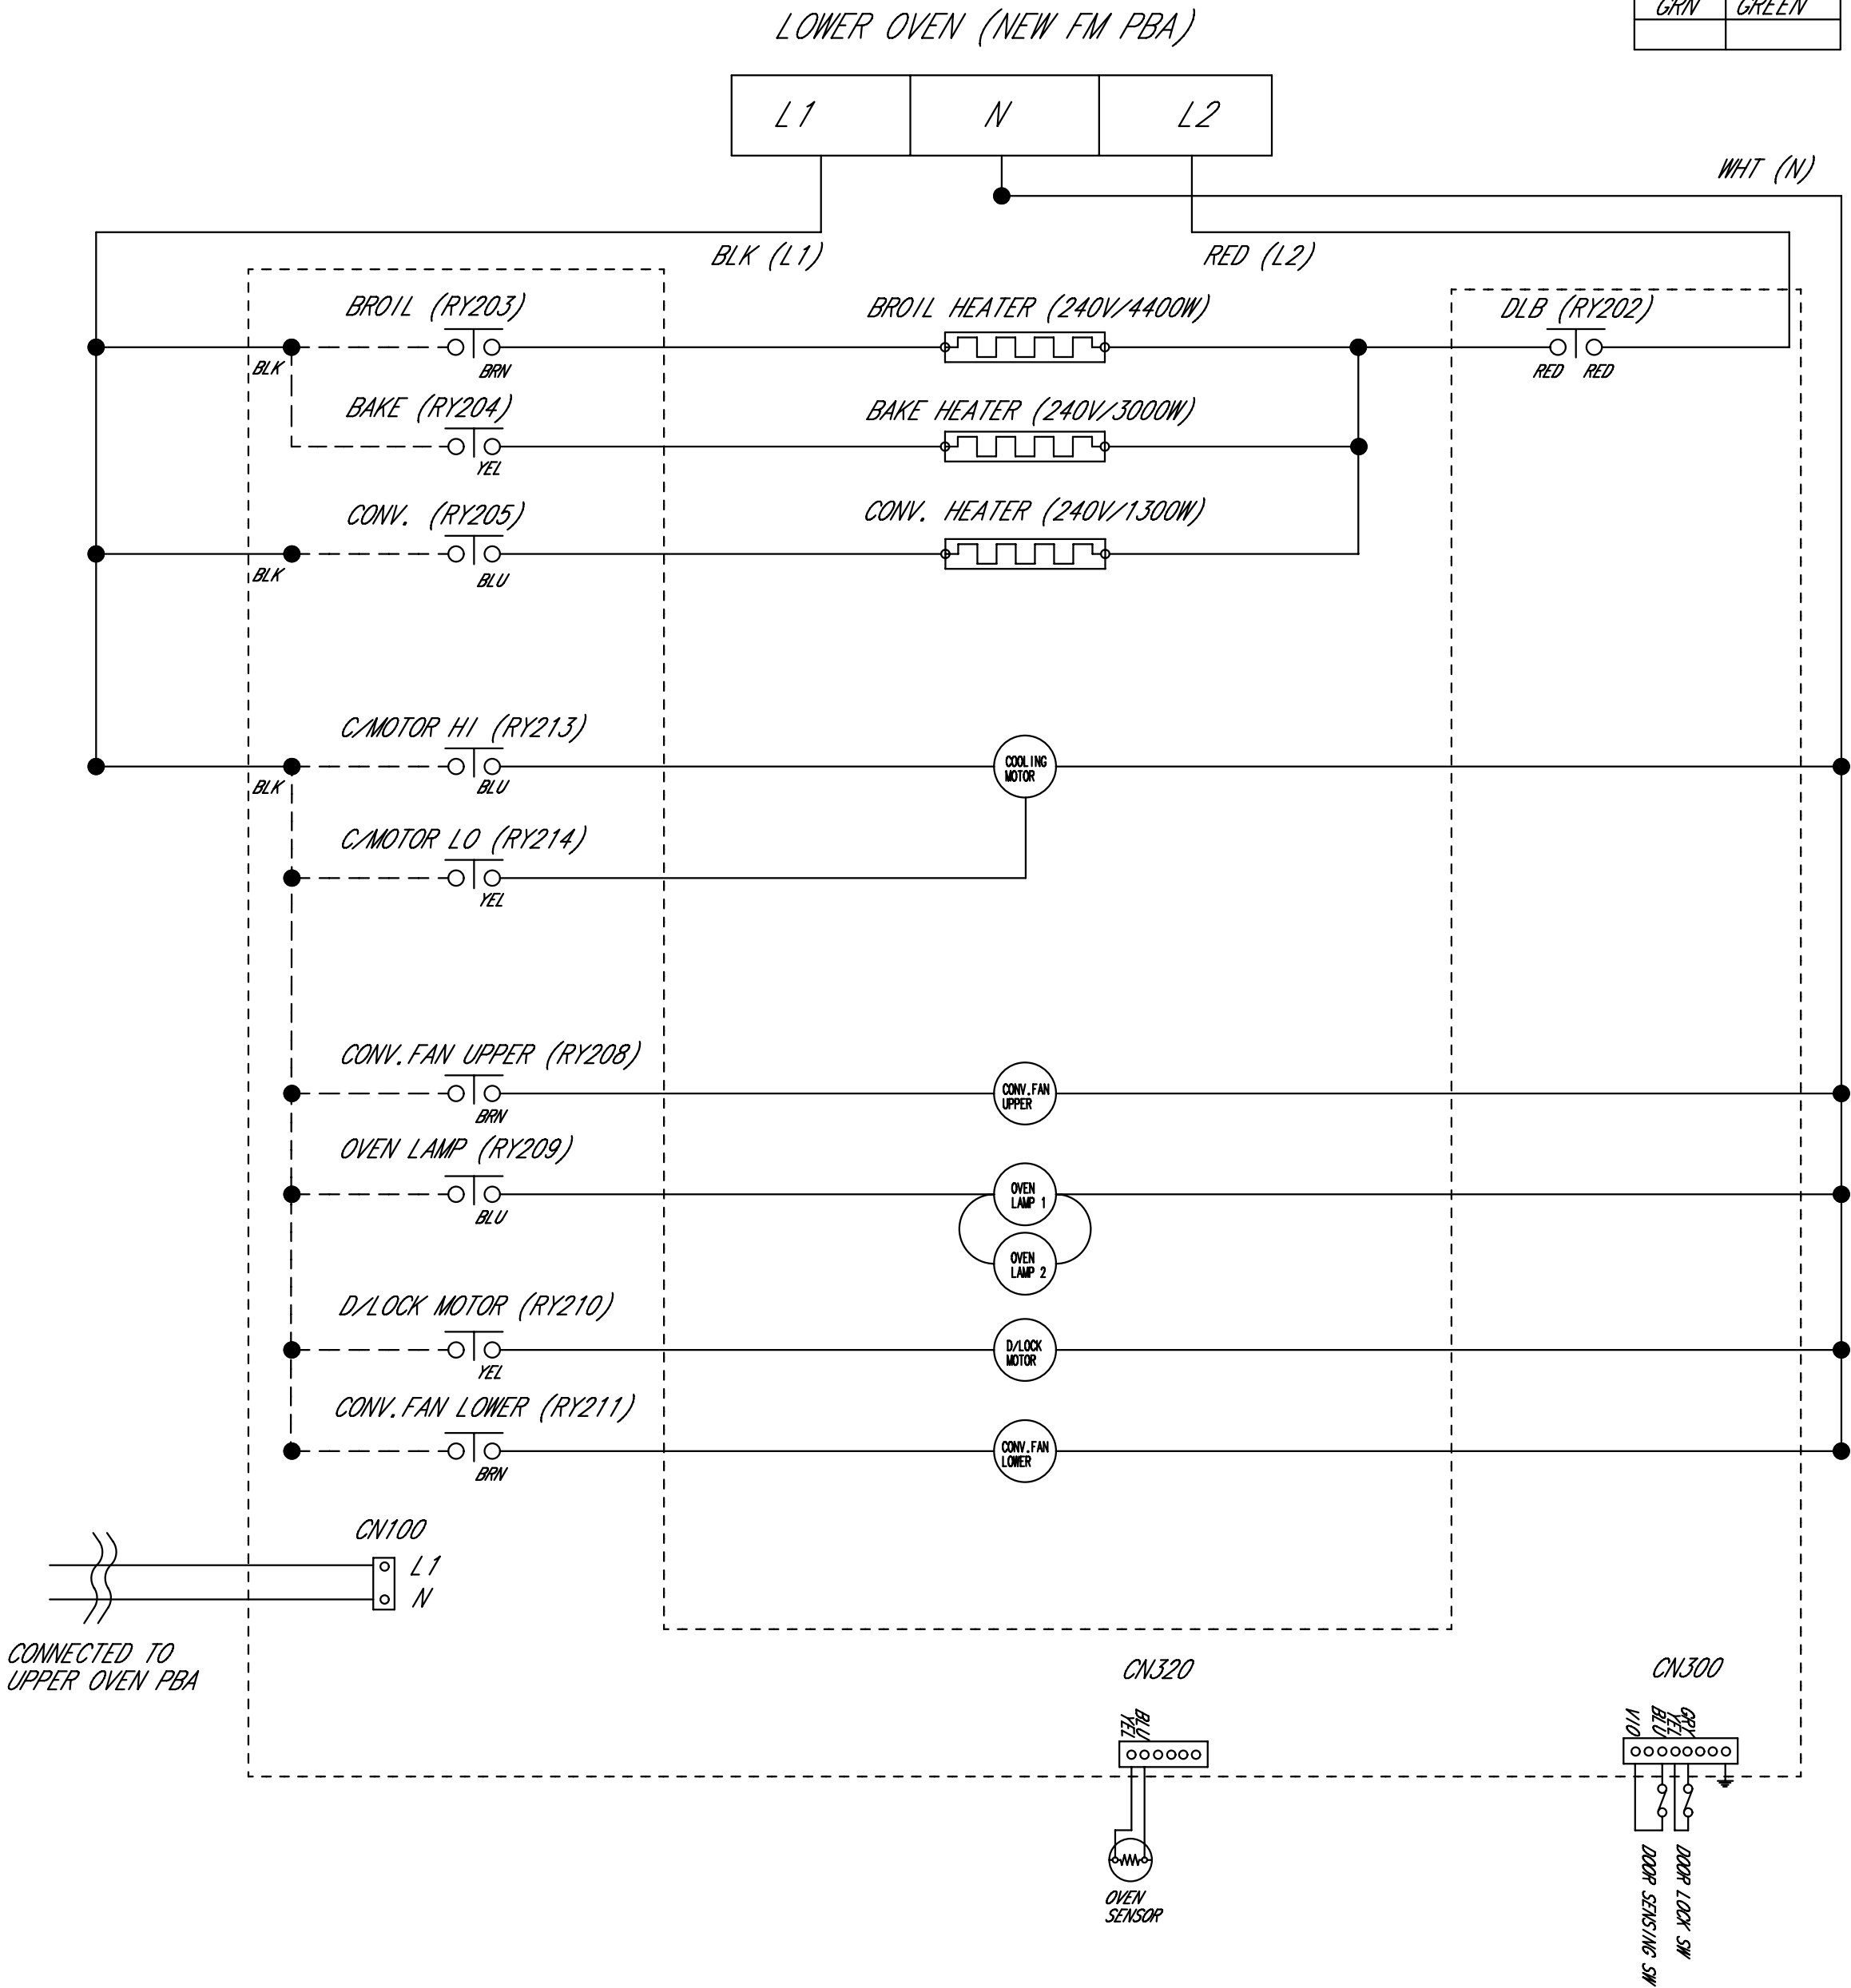 GRN GREEN
LOWER OVEN (NEW FM PBA)
L1 N L2
WHT (N)
BLK (L1)
RED (L2)
BROIL (RY203)
BROIL HEATER (240V/4400W)
DLB (RY202)
BLK
BRN
RED RED
BAKE (RY204)
BAKE HEATER (240V/3000W)
YEL
CONV. (RY205)
CONV. HEATER (240V/1300W)
BLK
BLU
C/MOTOR HI (RY213)
COOLING
MOTOR
BLK
BLU
C/MOTOR LO (RY214)
YEL
CONV.FAN UPPER (RY208)
CONV.FAN
UPPER
BRN
OVEN LAMP (RY209)
OVEN
LAMP 1
BLU
OVEN
LAMP 2
D/LOCK MOTOR (RY210)
D/LOCK
MOTOR
YEL
CONV.FAN LOWER (RY211)
CONV.FAN
LOWER
BRN
CN100
L1
N
CONNECTED TO
UPPER OVEN PBA
CN320
YEL
BLU
CN300
VIO
BLU
YEL
GRY
OVEN
SENSOR
DOOR SENSING SW
DOOR LOCK SW